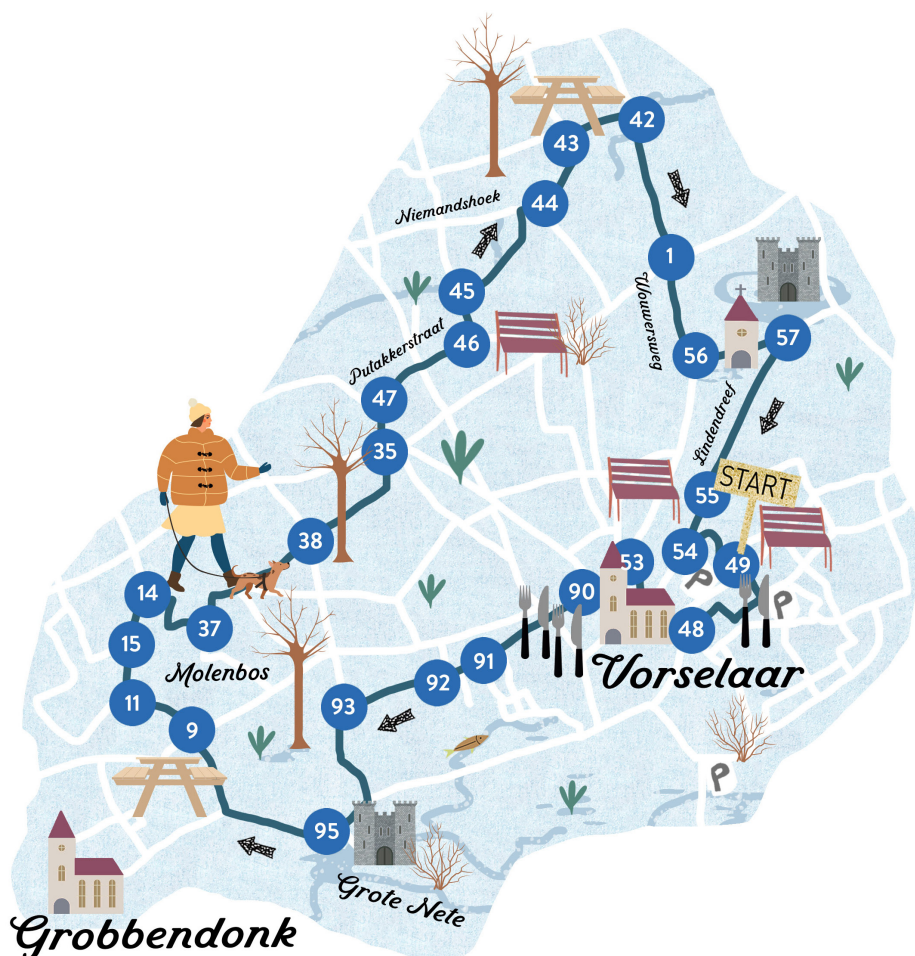 42
43
44
Niemandshoek
1
45
Wouwersweg
57
46
56
Putakkerstraat
47
Lindendreef
35
START
55
38
54
49
53
P
14
90
P
37
48
15
91
Molenbos
Vorselaar
92
11
93
9
P
95
Grote Nete
Grobbendonk